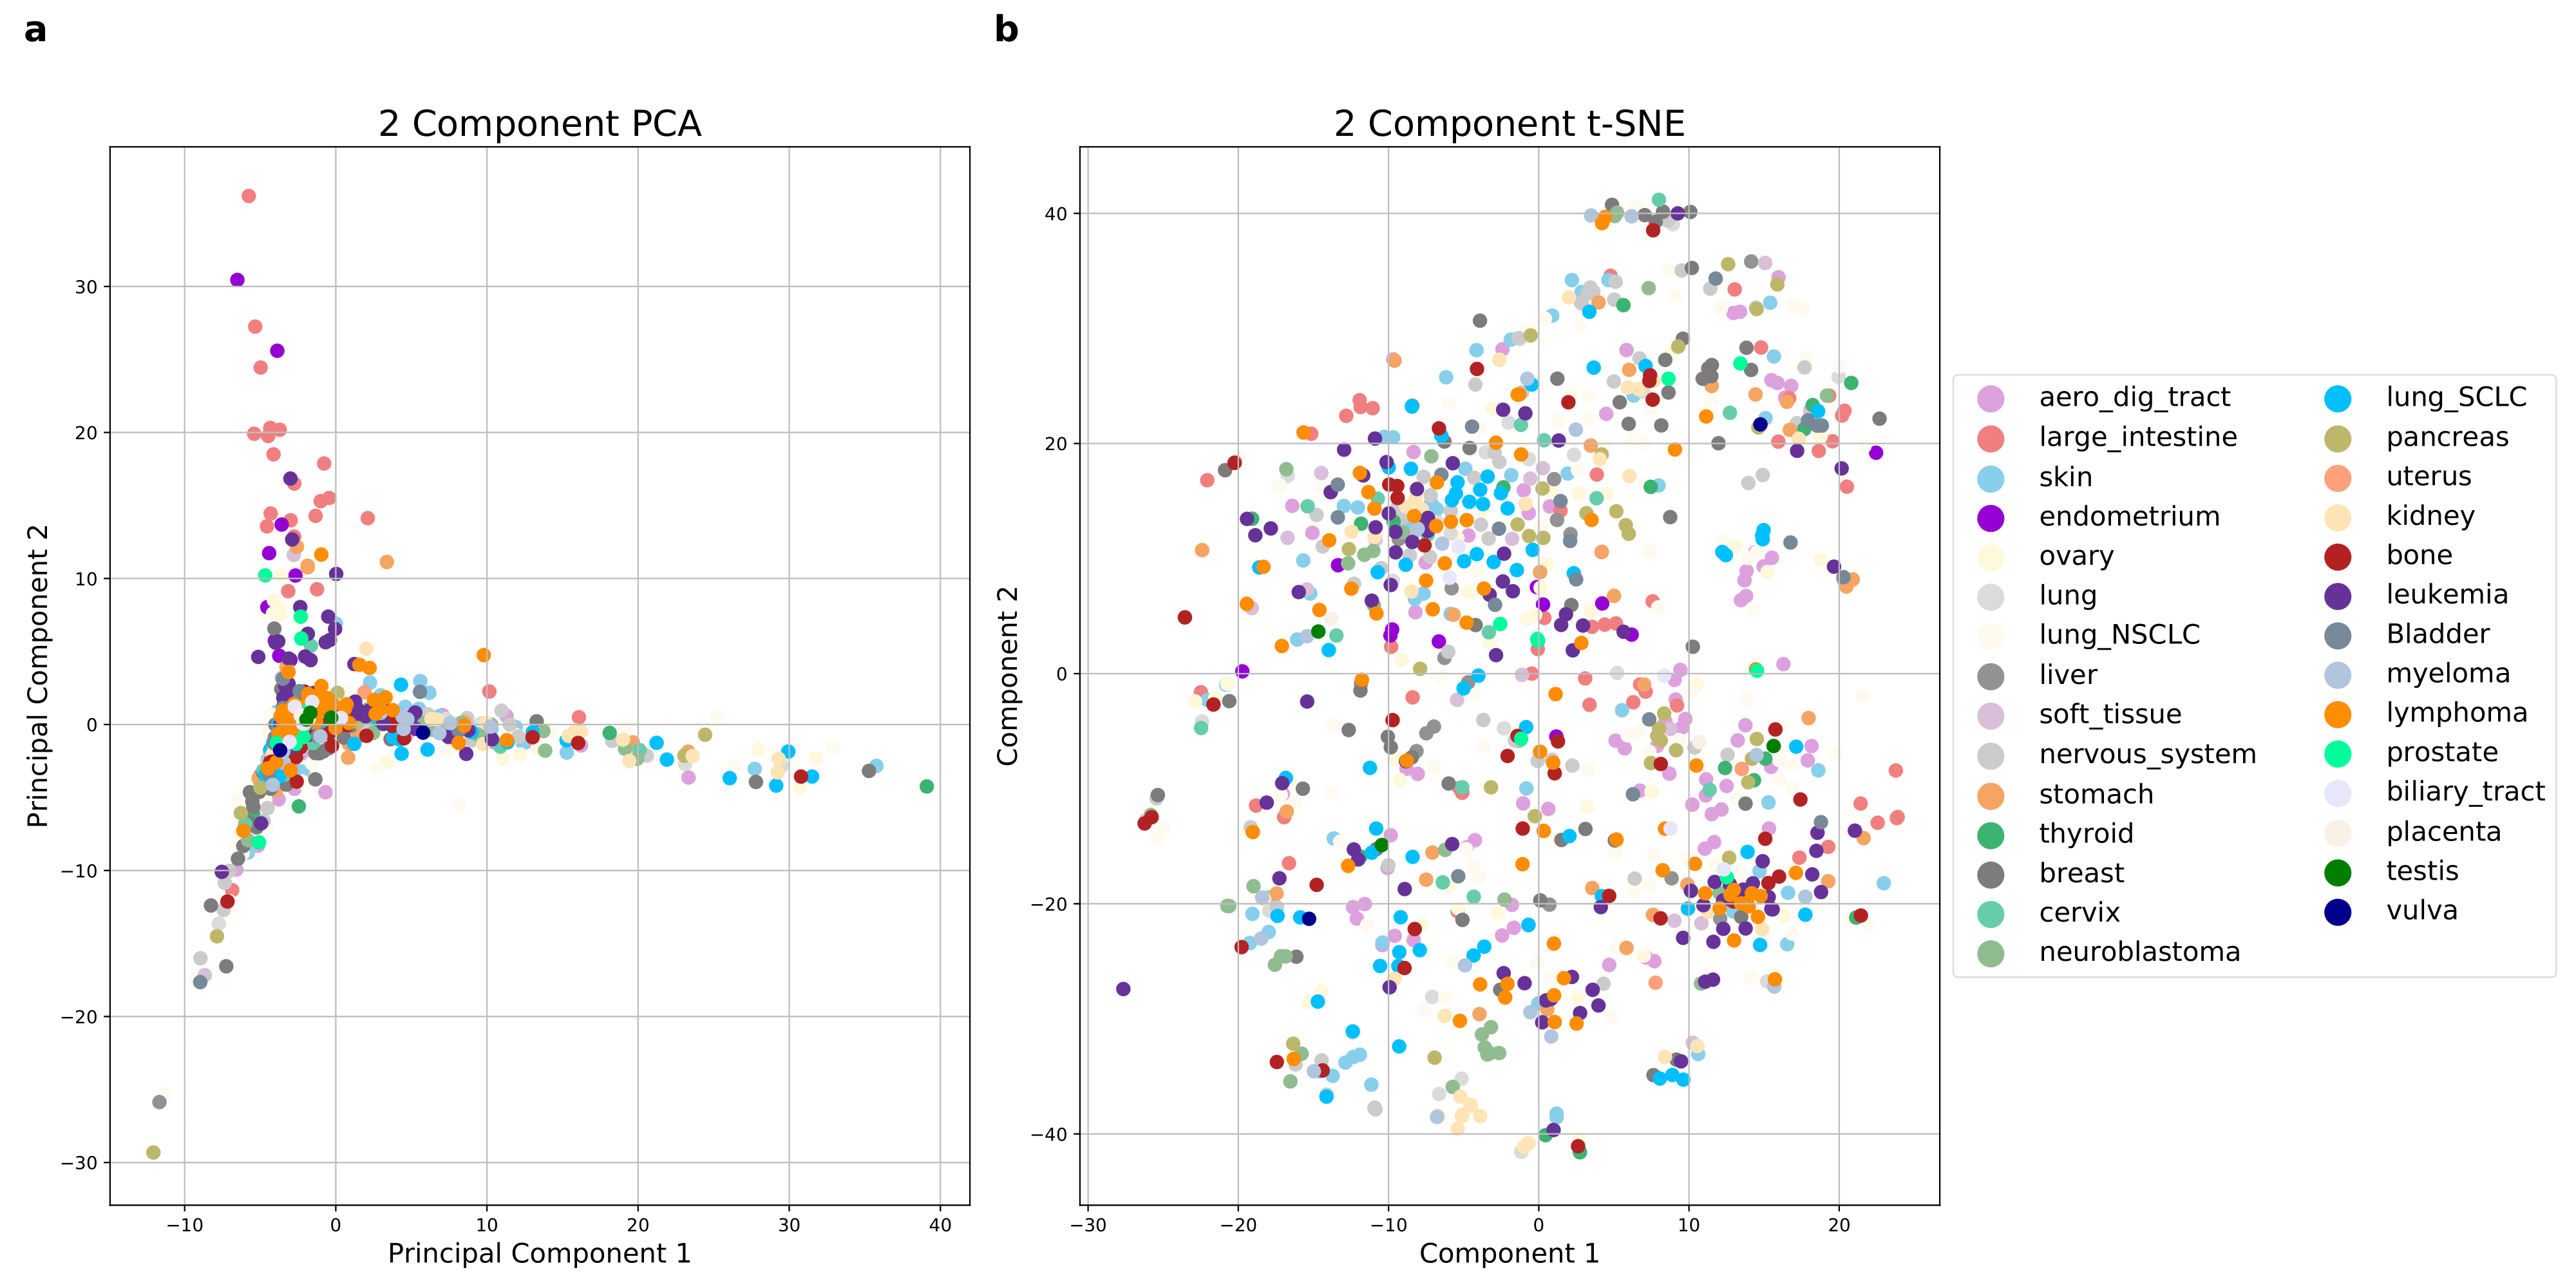 a
b
2 Component PCA
2 Component t-SNE
30
20
10
0
−10
−20
−30
Principal Component 2
−10
0
10
20
30
40
Principal Component 1
40
20
0
−20
−40
Component 2
−30
−20
−10
0
10
20
Component 1
aero_dig_tract
large_intestine
skin
endometrium
ovary
lung
lung_NSCLC
liver
soft_tissue
nervous_system
stomach
thyroid
breast
cervix
neuroblastoma
lung_SCLC
pancreas
uterus
kidney
bone
leukemia
Bladder
myeloma
lymphoma
prostate
biliary_tract
placenta
testis
vulva